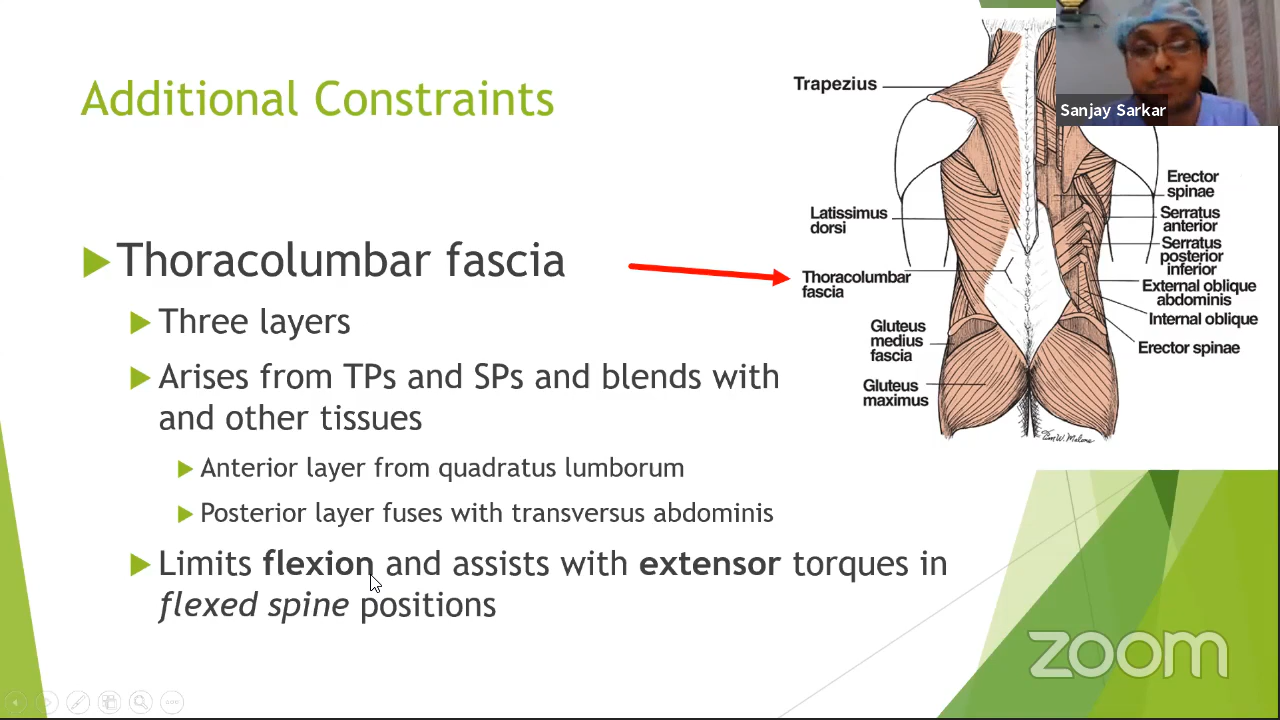 Additional Constraints
Thoracolumbar fascia
Three layers
Arises from TPs and SPs and blends with
and other tissues
Anterior layer from quadratus lumborum
Posterior layer fuses with transversus abdominis
Limits flexion and assists with extensor torques in
flexed spine positions
Trapezius
Latissimus
dorsi
Thoracolumbar
fascia
Gluteus
medius
fascia
Gluteus
maximus
Erector
spinae
Serratus
anterior
Serratus
posterior
inferior
External oblique
abdominis
Internal oblique
Erector spinae
Tim W. Malone
Sanjay Sarkar
zoom